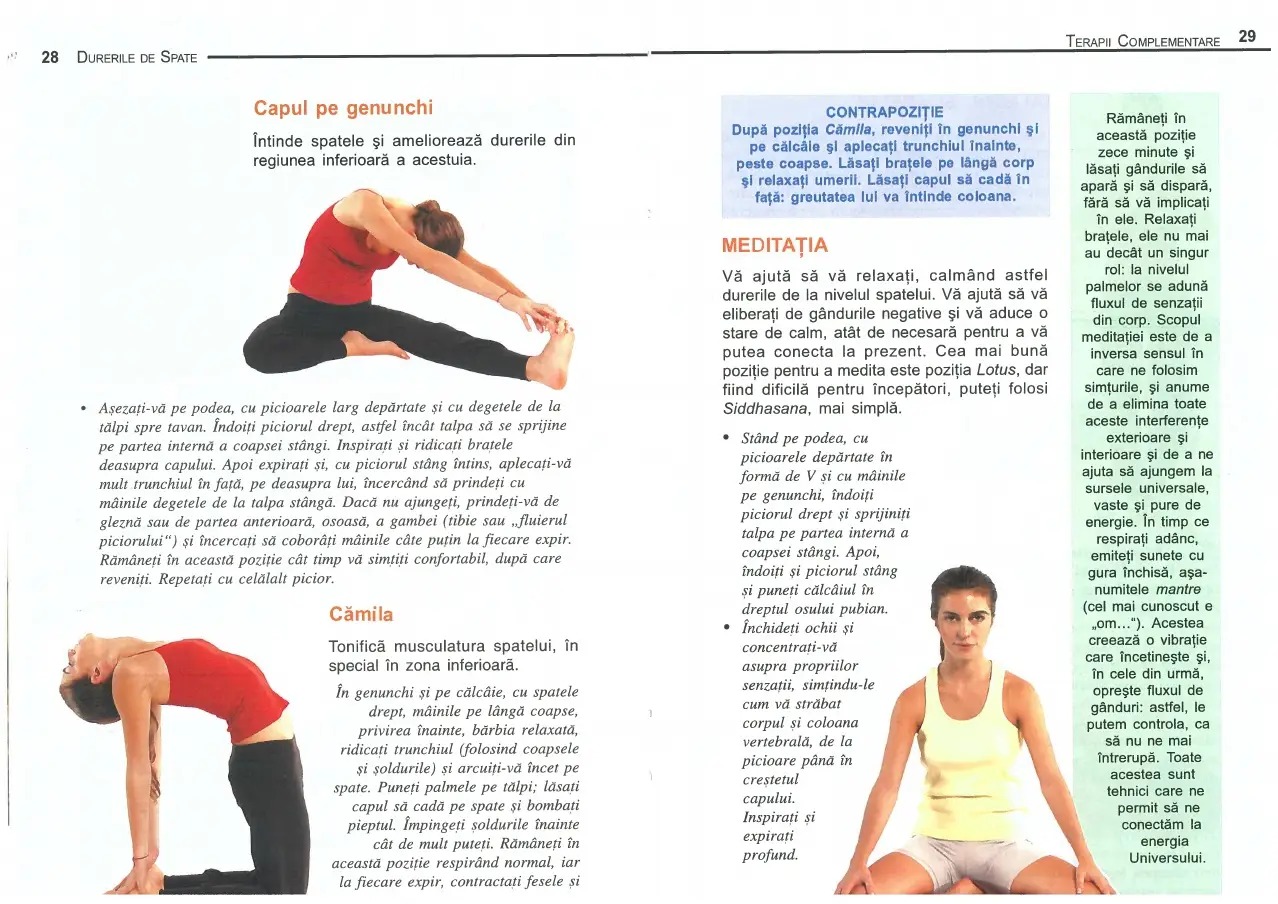 28 DURERILE DE SPATE
Capul pe genunchi
Întinde spatele şi ameliorează durerile din
regiunea inferioară a acestuia.
• Aşezaţi-vă pe podea, cu picioarele larg depărtate şi cu degetele de la
tălpi spre tavan. Îndoiţi piciorul drept, astfel încât talpa să se sprijine
pe partea internă a coapsei stângi. Inspiraţi şi ridicaţi braţele
deasupra capului. Apoi expiraţi şi, cu piciorul stâng întins, aplecaţi-vă
mult trunchiul în faţă, pe deasupra lui, încercând să prindeţi cu
mâinile degetele de la talpa stângă. Dacă nu ajungeţi, prindeţi-vă de
gleznă sau de partea anterioară, osoasă, a gambei (tibie sau „fluierul
piciorului“) şi încercaţi să coborâţi mâinile câte puţin la fiecare expir.
Rămâneţi în această poziţie cât timp vă simţiţi confortabil, după care
reveniţi. Repetaţi cu celălalt picior.
Cămila
Tonifică musculatura spatelui, în
special în zona inferioară.
În genunchi şi pe călcâie, cu spatele
drept, mâinile pe lângă coapse,
privirea înainte, bărbia relaxată,
ridicaţi trunchiul (folosind coapsele
şi şoldurile) şi arcuiţi-vă încet pe
spate. Puneţi palmele pe tălpi; lăsaţi
capul să cadă pe spate şi bombaţi
pieptul. Împingeţi şoldurile înainte
cât de mult puteţi. Rămâneţi în
această poziţie respirând normal, iar
la fiecare expir, contractaţi fesele şi
TERAPII COMPLEMENTARE 29
CONTRAPOZIŢIE
După poziţia Cămila, reveniţi în genunchi şi
pe călcâie şi aplecaţi trunchiul înainte,
peste coapse. Lăsaţi braţele pe lângă corp
şi relaxaţi umerii. Lăsaţi capul să cadă în
faţă: greutatea lui va întinde coloana.
MEDITAŢIA
Vă ajută să vă relaxaţi, calmând astfel
durerile de la nivelul spatelui. Vă ajută să vă
eliberaţi de gândurile negative şi vă aduce o
stare de calm, atât de necesară pentru a vă
putea conecta la prezent. Cea mai bună
poziţie pentru a medita este poziţia Lotus, dar
fiind dificilă pentru începători, puteţi folosi
Siddhasana, mai simplă.
• Stând pe podea, cu
picioarele depărtate în
formă de V şi cu mâinile
pe genunchi, îndoiţi
piciorul drept şi sprijiniţi
talpa pe partea internă a
coapsei stângi. Apoi,
îndoiţi şi piciorul stâng
şi puneţi călcâiul în
dreptul osului pubian.
• Închideţi ochii şi
concentraţi-vă
asupra propriilor
senzaţii, simţindu-le
cum vă străbat
corpul şi coloana
vertebrală, de la
picioare până în
creştetul
capului.
Inspiraţi şi
expiraţi
profund.
Rămâneţi în
această poziţie
zece minute şi
lăsaţi gândurile să
apară şi să dispară,
fără să vă implicaţi
în ele. Relaxaţi
braţele, ele nu mai
au decât un singur
rol: la nivelul
palmelor se adună
fluxul de senzaţii
din corp. Scopul
meditaţiei este de a
inversa sensul în
care ne folosim
simţurile, şi anume
de a elimina toate
aceste interferenţe
exterioare şi
interioare şi de a ne
ajuta să ajungem la
sursele universale,
vaste şi pure de
energie. În timp ce
respiraţi adânc,
emiteţi sunete cu
gura închisă, aşa-
numitele mantre
(cel mai cunoscut e
„om...“). Acestea
creează o vibraţie
care încetineşte şi,
în cele din urmă,
opreşte fluxul de
gânduri: astfel, le
putem controla, ca
să nu ne mai
întrerupă. Toate
acestea sunt
tehnici care ne
permit să ne
conectăm la
energia
Universului.